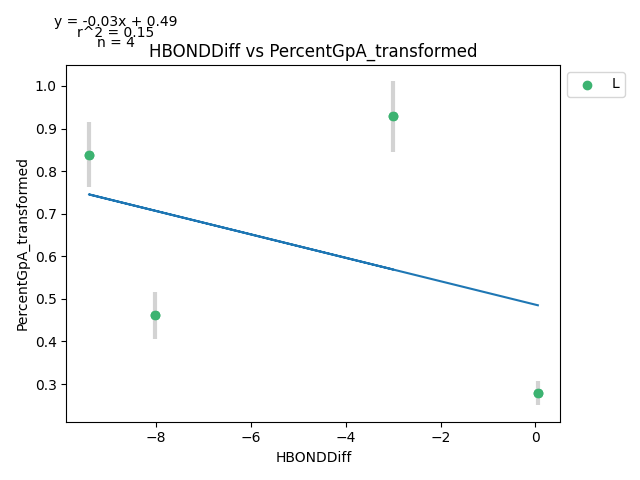 y = -0.03x + 0.49
r^2 = 0.15
n = 4
HBONDDiff vs PercentGpA_transformed
L
PercentGpA_transformed
1.0
0.9
0.8
0.7
0.6
0.5
0.4
0.3
−8
−6
−4
−2
0
HBONDDiff